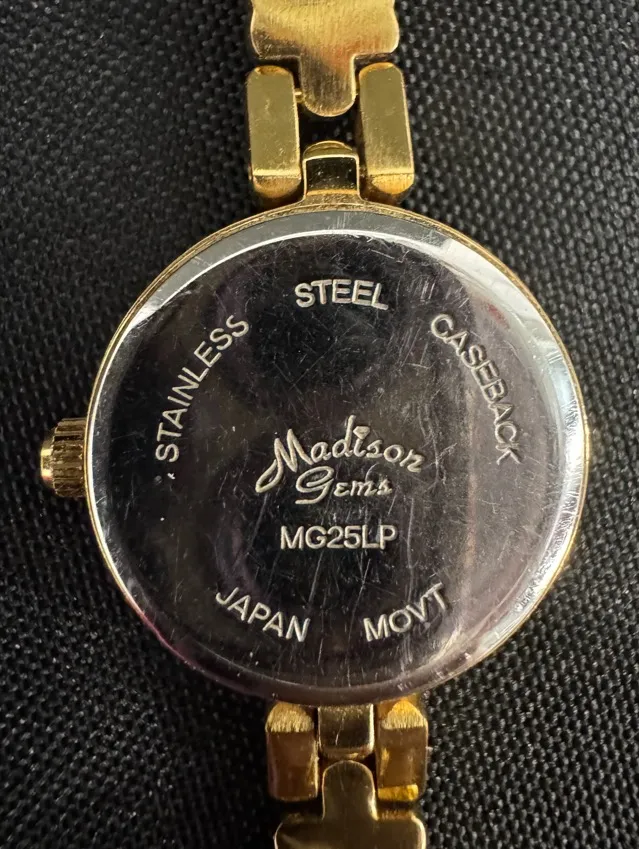 STAINLESS STEEL CASEBACK
Madison
Gems
MG25LP
JAPAN MOVT